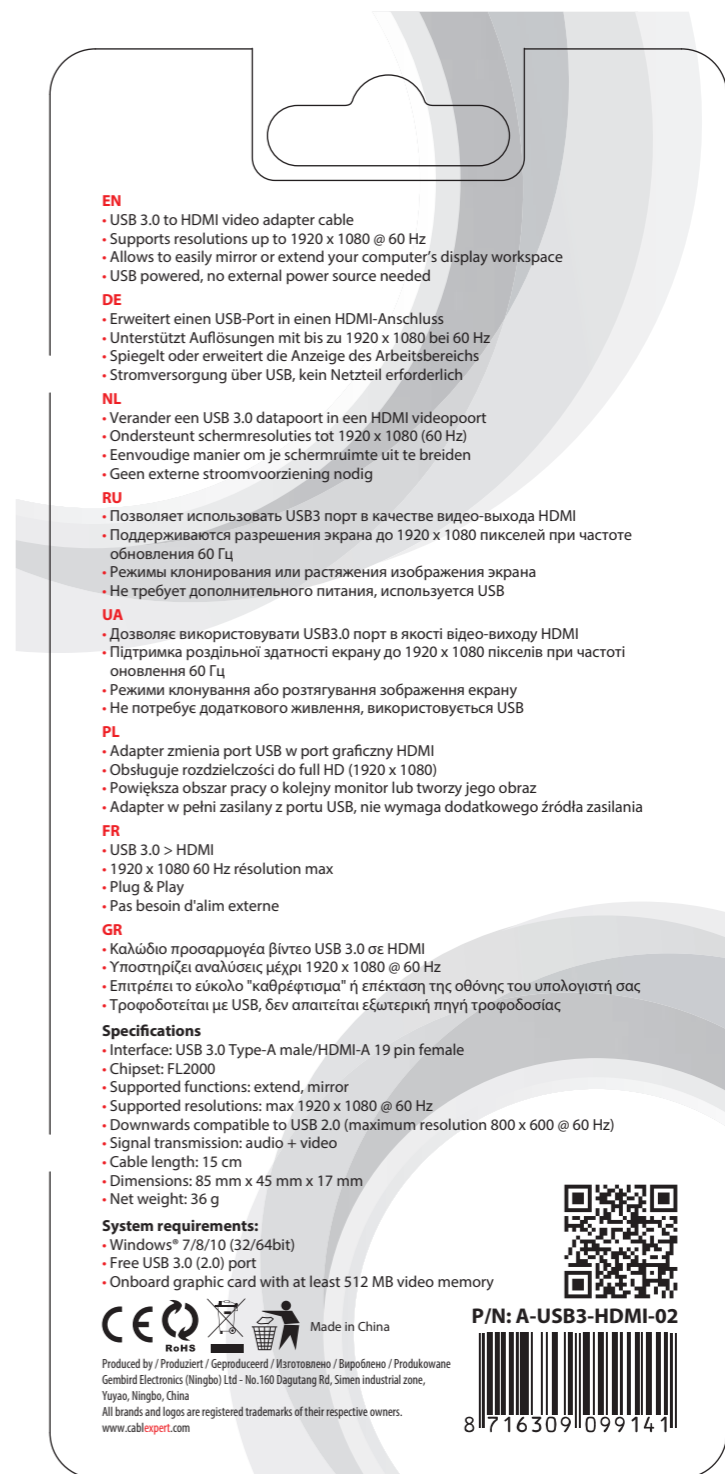 EN
• USB 3.0 to HDMI video adapter cable
• Supports resolutions up to 1920 x 1080 @ 60 Hz
• Allows to easily mirror or extend your computer’s display workspace
• USB powered, no external power source needed
DE
• Erweitert einen USB-Port in einen HDMI-Anschluss
• Unterstützt Auflösungen mit bis zu 1920 x 1080 bei 60 Hz
• Spiegelt oder erweitert die Anzeige des Arbeitsbereichs
• Stromversorgung über USB, kein Netzteil erforderlich
NL
• Verander een USB 3.0 datapoort in een HDMI videopoort
• Ondersteunt schermresoluties tot 1920 x 1080 (60 Hz)
• Eenvoudige manier om je schermruimte uit te breiden
• Geen externe stroomvoorziening nodig
RU
• Позволяет использовать USB3 порт в качестве видео-выхода HDMI
• Поддерживаются разрешения экрана до 1920 x 1080 пикселей при частоте
обновления 60 Гц
• Режимы клонирования или растяжения изображения экрана
• Не требует дополнительного питания, используется USB
UA
• Дозволяє використовувати USB3.0 порт в якості відео-виходу HDMI
• Підтримка роздільної здатності екрану до 1920 x 1080 пікселів при частоті
оновлення 60 Гц
• Режими клонування або розтягування зображення екрану
• Не потребує додаткового живлення, використовується USB
PL
• Adapter zmienia port USB w port graficzny HDMI
• Obsługuje rozdzielczości do full HD (1920 x 1080)
• Powiększa obszar pracy o kolejny monitor lub tworzy jego obraz
• Adapter w pełni zasilany z portu USB, nie wymaga dodatkowego źródła zasilania
FR
• USB 3.0 > HDMI
• 1920 x 1080 60 Hz résolution max
• Plug & Play
• Pas besoin d'alim externe
GR
• Καλώδιο προσαρμογέα βίντεο USB 3.0 σε HDMI
• Υποστηρίζει αναλύσεις μέχρι 1920 x 1080 @ 60 Hz
• Επιτρέπει το εύκολο "καθρέφτισμα" ή επέκταση της οθόνης του υπολογιστή σας
• Τροφοδοτείται με USB, δεν απαιτείται εξωτερική πηγή τροφοδοσίας
Specifications
• Interface: USB 3.0 Type-A male/HDMI-A 19 pin female
• Chipset: FL2000
• Supported functions: extend, mirror
• Supported resolutions: max 1920 x 1080 @ 60 Hz
• Downwards compatible to USB 2.0 (maximum resolution 800 x 600 @ 60 Hz)
• Signal transmission: audio + video
• Cable length: 15 cm
• Dimensions: 85 mm x 45 mm x 17 mm
• Net weight: 36 g
System requirements:
• Windows® 7/8/10 (32/64bit)
• Free USB 3.0 (2.0) port
• Onboard graphic card with at least 512 MB video memory
CE
RoHS
Made in China
P/N: A-USB3-HDMI-02
Produced by / Produziert / Geproduceerd / Изготовлено / Вироблено / Produkowane
Gembird Electronics (Ningbo) Ltd - No.160 Dagutang Rd, Simen industrial zone,
Yuyao, Ningbo, China
All brands and logos are registered trademarks of their respective owners.
www.cablexpert.com
8 716309 099141